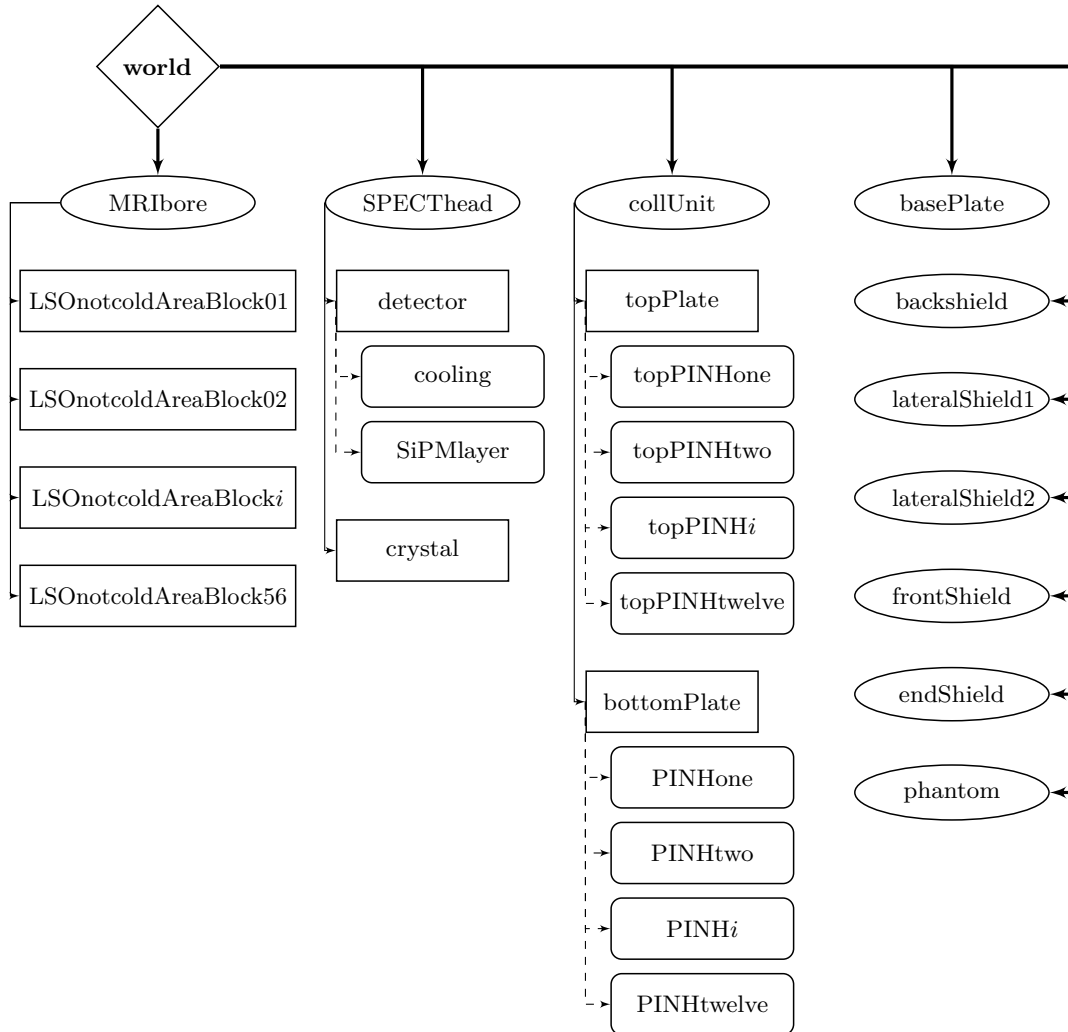 world
MRIbore
SPECThead
collUnit
basePlate
LSOnotcoldAreaBlock01
LSOnotcoldAreaBlock02
LSOnotcoldAreaBlocki
LSOnotcoldAreaBlock56
detector
cooling
SiPMlayer
crystal
topPlate
topPINHone
topPINHtwo
topPINHi
topPINHtwelve
bottomPlate
PINHone
PINHtwo
PINHi
PINHtwelve
backshield
lateralShield1
lateralShield2
frontShield
endShield
phantom